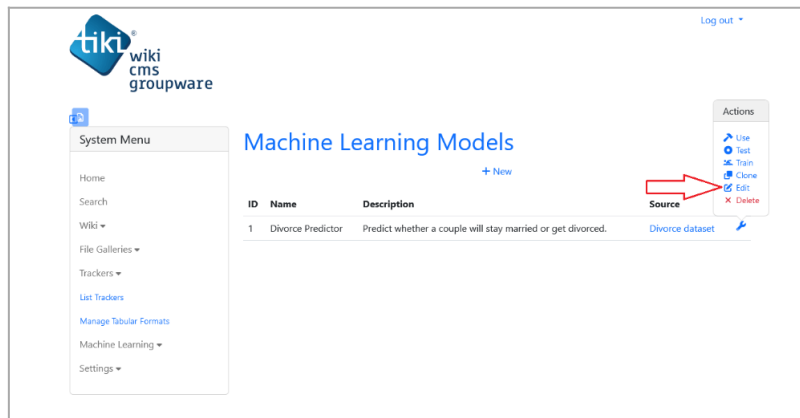 Log out
tiki®
wiki
cms
groupware
Actions
Use
Test
Train
Clone
Edit
Delete
System Menu
Home
Search
Wiki
File Galleries
Trackers
List Trackers
Manage Tabular Formats
Machine Learning
Settings
Machine Learning Models
+ New
ID Name Description Source
1 Divorce Predictor Predict whether a couple will stay married or get divorced. Divorce dataset